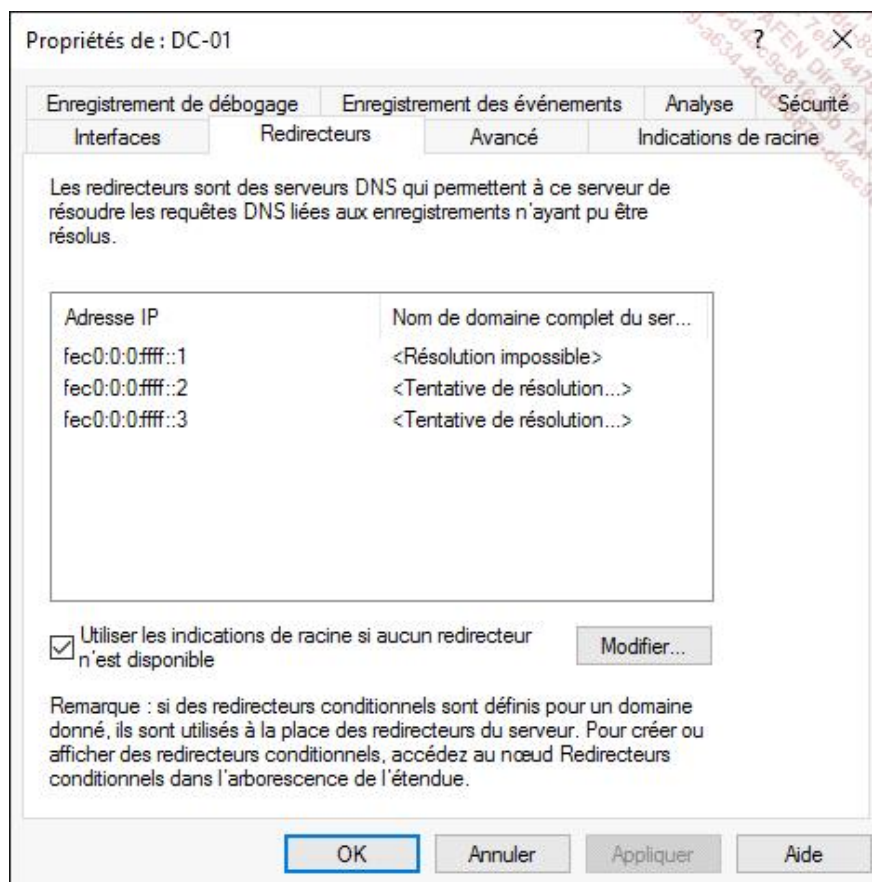 Propriétés de : DC-01
? X
Enregistrement de débogage Enregistrement des événements Analyse Sécurité
Interfaces Redirecteurs Avancé Indications de racine
Les redirecteurs sont des serveurs DNS qui permettent à ce serveur de
résoudre les requêtes DNS liées aux enregistrements n'ayant pu être
résolus.
Adresse IP Nom de domaine complet du ser...
fec0:0:0:ffff::1 <Résolution impossible>
fec0:0:0:ffff::2 <Tentative de résolution...>
fec0:0:0:ffff::3 <Tentative de résolution...>
Utiliser les indications de racine si aucun redirecteur
n'est disponible
Modifier...
Remarque : si des redirecteurs conditionnels sont définis pour un domaine
donné, ils sont utilisés à la place des redirecteurs du serveur. Pour créer ou
afficher des redirecteurs conditionnels, accédez au nœud Redirecteurs
conditionnels dans l'arborescence de l'étendue.
OK Annuler Appliquer Aide